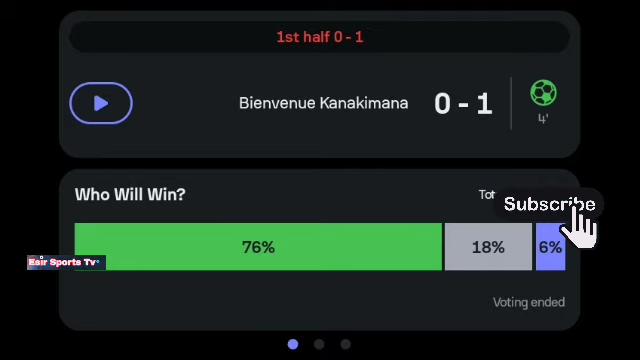 1st half 0 - 1
Bienvenue Kanakimana 0 - 1
4'
Who Will Win? Tot
Subscribe
76% 18% 6%
Esir Sports Tv
Voting ended